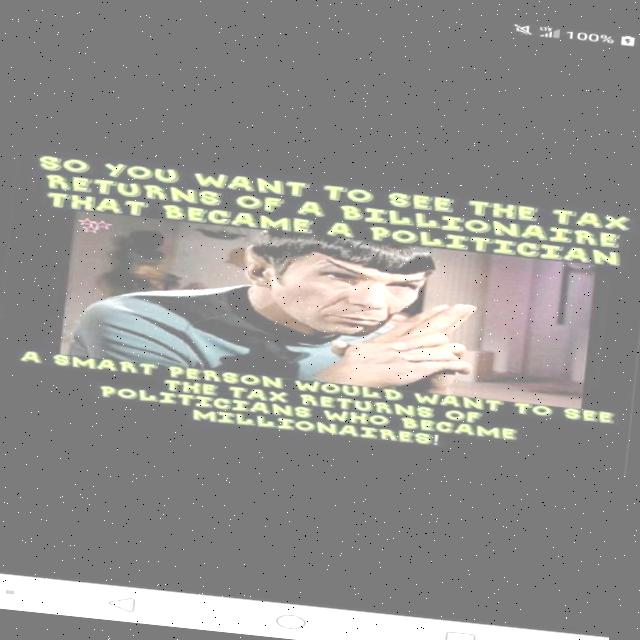 100%
SO YOU WANT TO SEE THE TAX
RETURNS OF A BILLIONAIRE
THAT BECAME A POLITICIAN
A SMART PERSON WOULD WANT TO SEE
THE TAX RETURNS OF
POLITICIANS WHO BECAME
MILLIONAIRES!